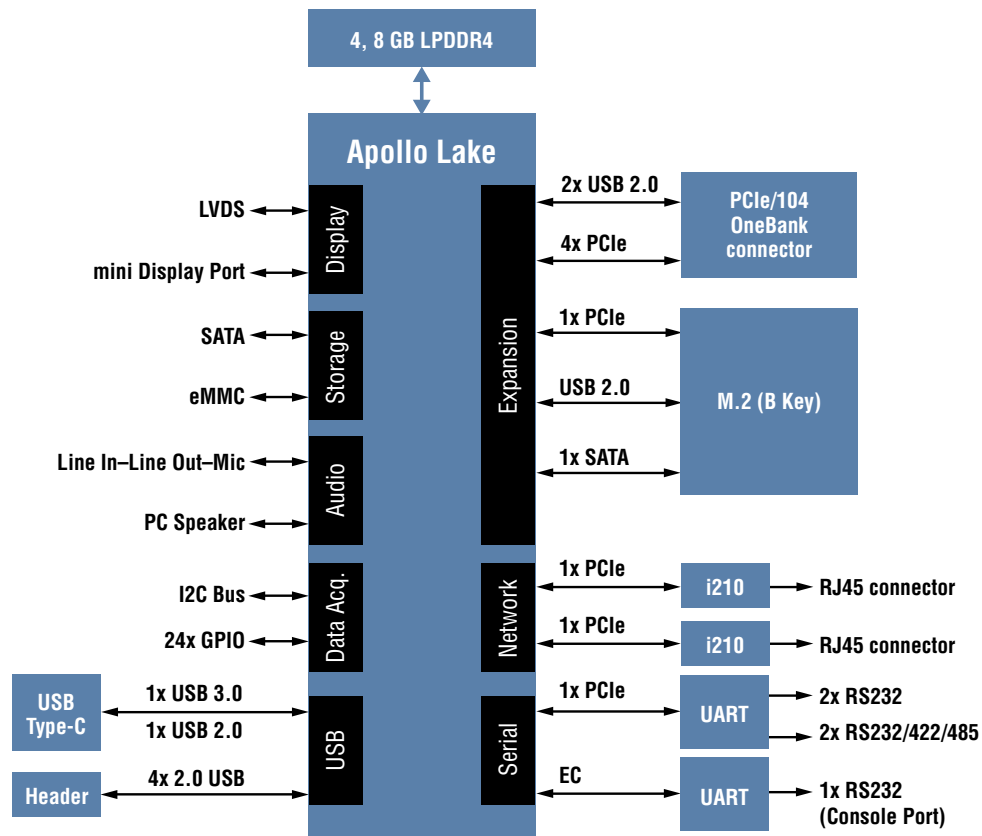 4, 8 GB LPDDR4
Apollo Lake
LVDS
mini Display Port
Display
SATA
eMMC
Storage
Line In–Line Out–Mic
PC Speaker
Audio
I2C Bus
24x GPIO
Data Acq.
USB
Type-C
1x USB 3.0
1x USB 2.0
Header
4x 2.0 USB
USB
Expansion
2x USB 2.0
4x PCIe
PCIe/104
OneBank
connector
1x PCIe
USB 2.0
1x SATA
M.2 (B Key)
Network
1x PCIe
i210
RJ45 connector
1x PCIe
i210
RJ45 connector
Serial
1x PCIe
UART
2x RS232
2x RS232/422/485
EC
UART
1x RS232
(Console Port)